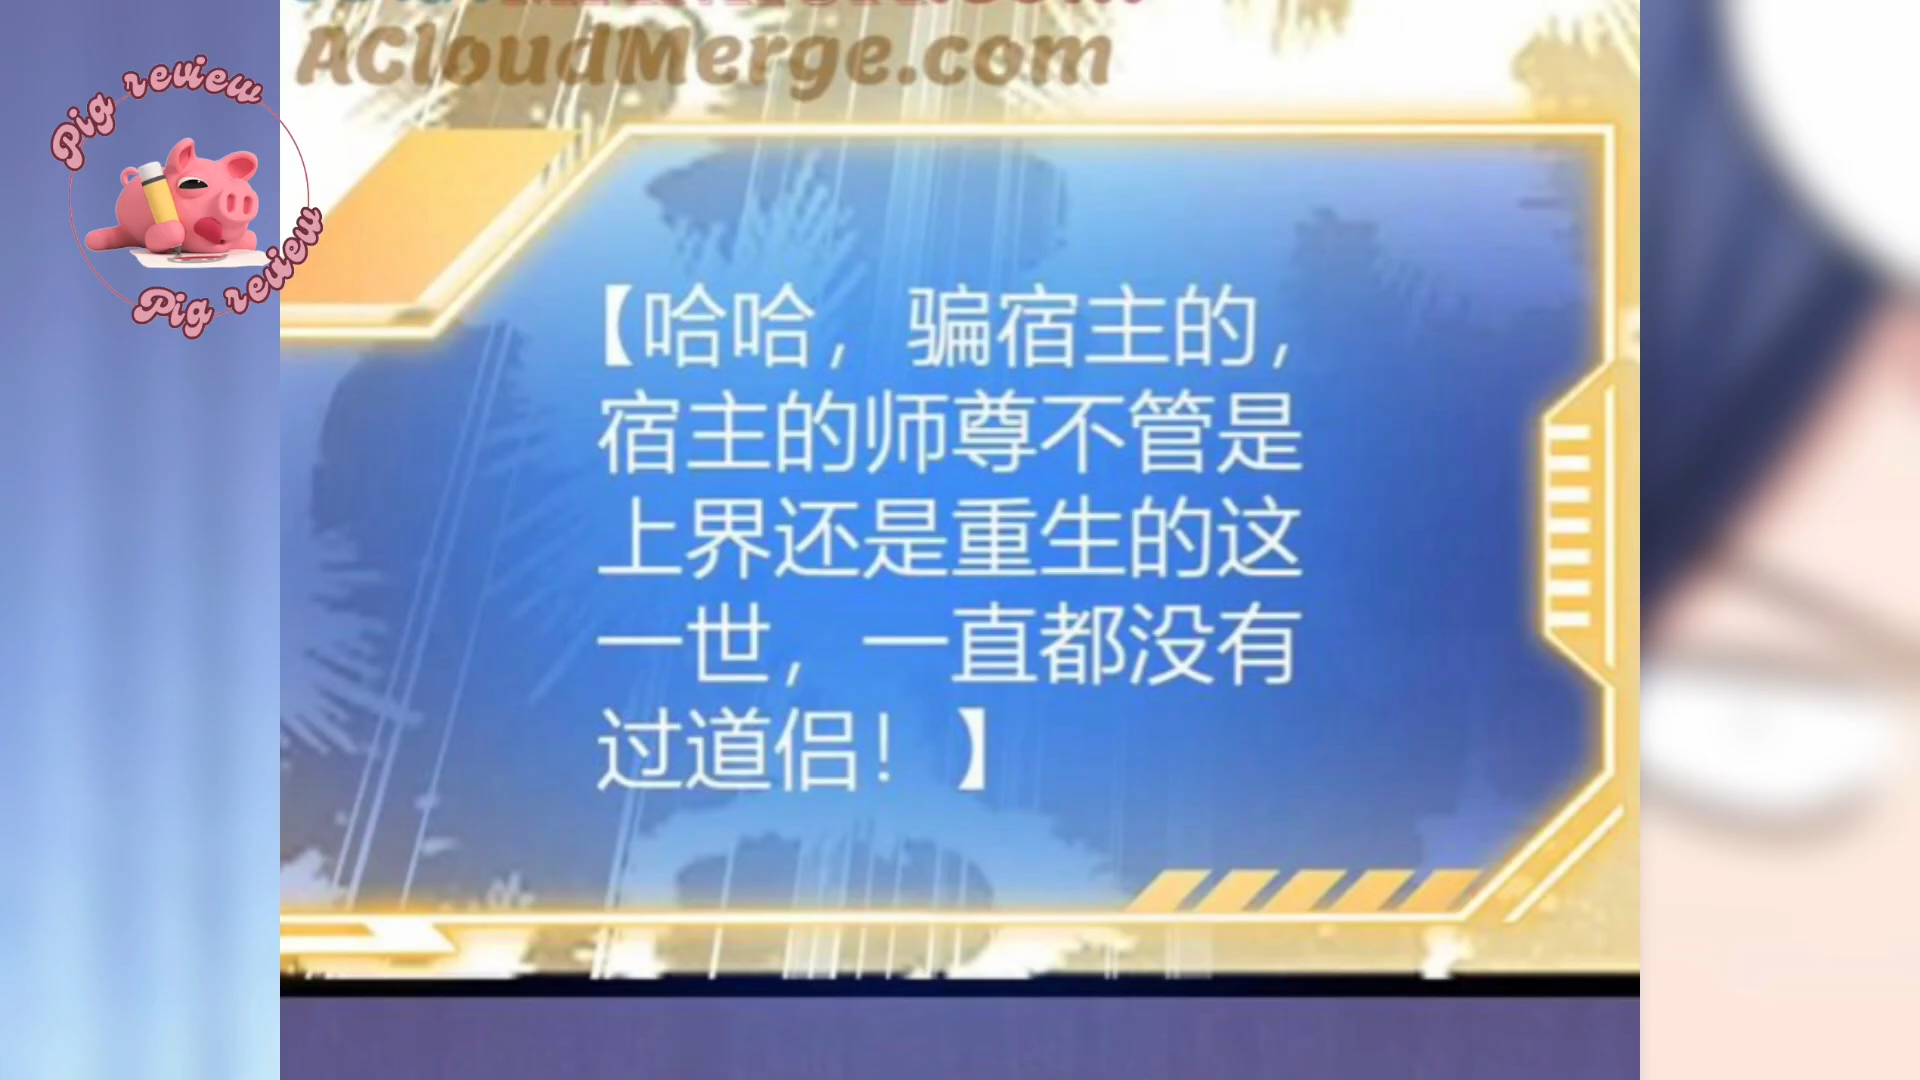 Pig review
ACloudMerge.com
【哈哈，骗宿主的，
宿主的师尊不管是
上界还是重生的这
一世，一直都没有
过道侣！】
Pig review